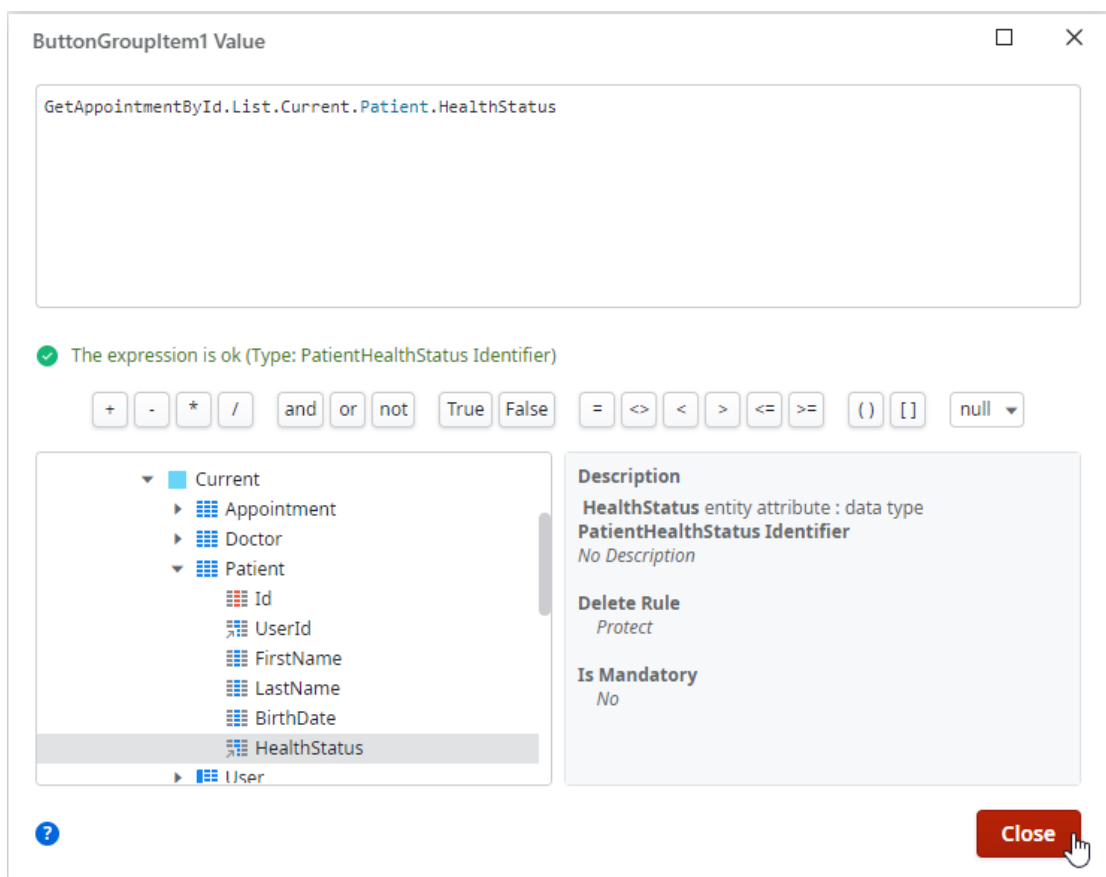 ButtonGroupItem1 Value
GetAppointmentById.List.Current.Patient.HealthStatus
The expression is ok (Type: PatientHealthStatus Identifier)
+ - * / and or not True False = <> < > <= >= () [] null
Current
Appointment
Doctor
Patient
Id
UserId
FirstName
LastName
BirthDate
HealthStatus
User
Description
HealthStatus entity attribute : data type
PatientHealthStatus Identifier
No Description
Delete Rule
Protect
Is Mandatory
No
?
Close